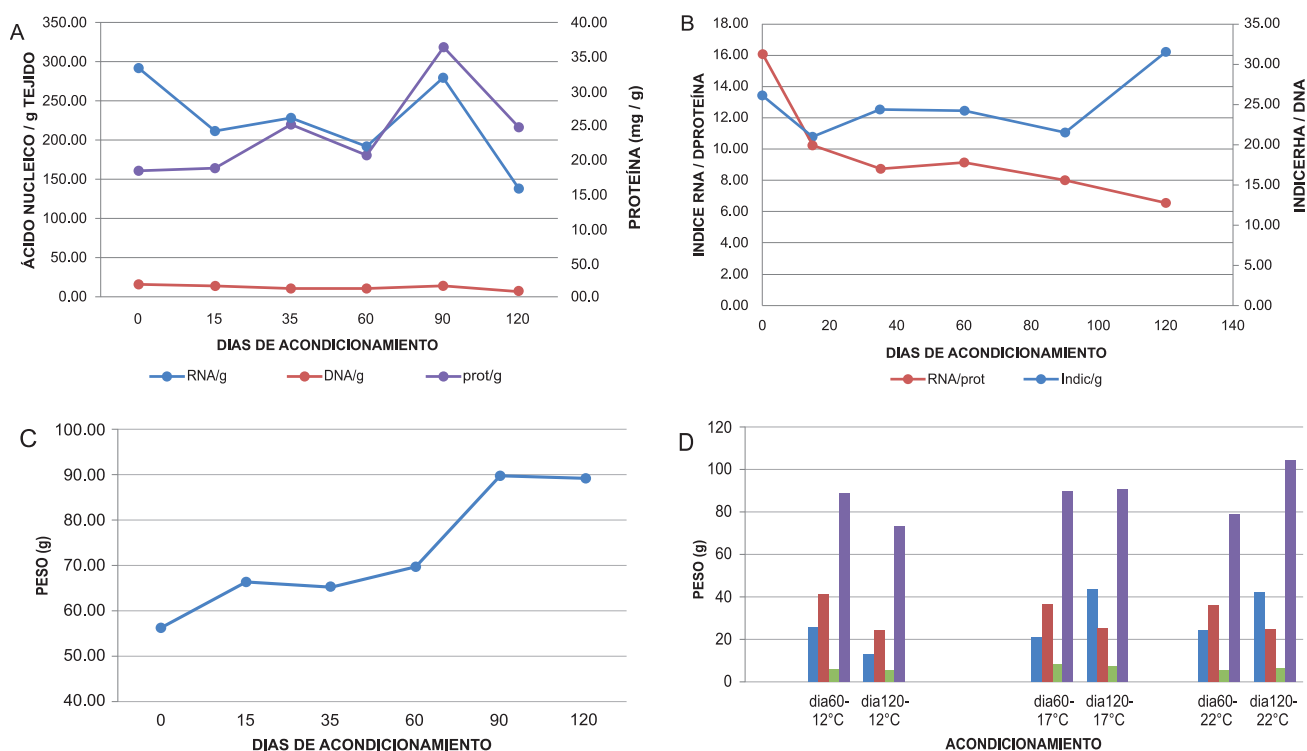 A
ÁCIDO NUCLEICO / g TEJIDO
350.00
300.00
250.00
200.00
150.00
100.00
50.00
0.00
40.00
35.00
30.00
25.00
20.00
15.00
10.00
00.0
00.0
PROTEÍNA (mg / g)
0 15 35 60 90 120
DIAS DE ACONDICIONAMIENTO
RNA/g DNA/g prot/g
B
INDICE RNA / DPROTEÍNA
18.00
16.00
14.00
12.00
10.00
8.00
6.00
4.00
2.00
0.00
35.00
30.00
25.00
20.00
15.00
10.00
5.00
0.00
INDICERHA / DNA
0 20 40 60 80 100 120 140
DIAS DE ACONDICIONAMIENTO
RNA/prot Indic/g
C
PESO (g)
100.00
90.00
80.00
70.00
60.00
50.00
40.00
0 15 35 60 90 120
DIAS DE ACONDICIONAMIENTO
D
PESO (g)
120
100
80
60
40
20
0
dia60- dia120- dia60- dia120- dia60- dia120-
12°C 12°C 17°C 17°C 22°C 22°C
ACONDICIONAMIENTO